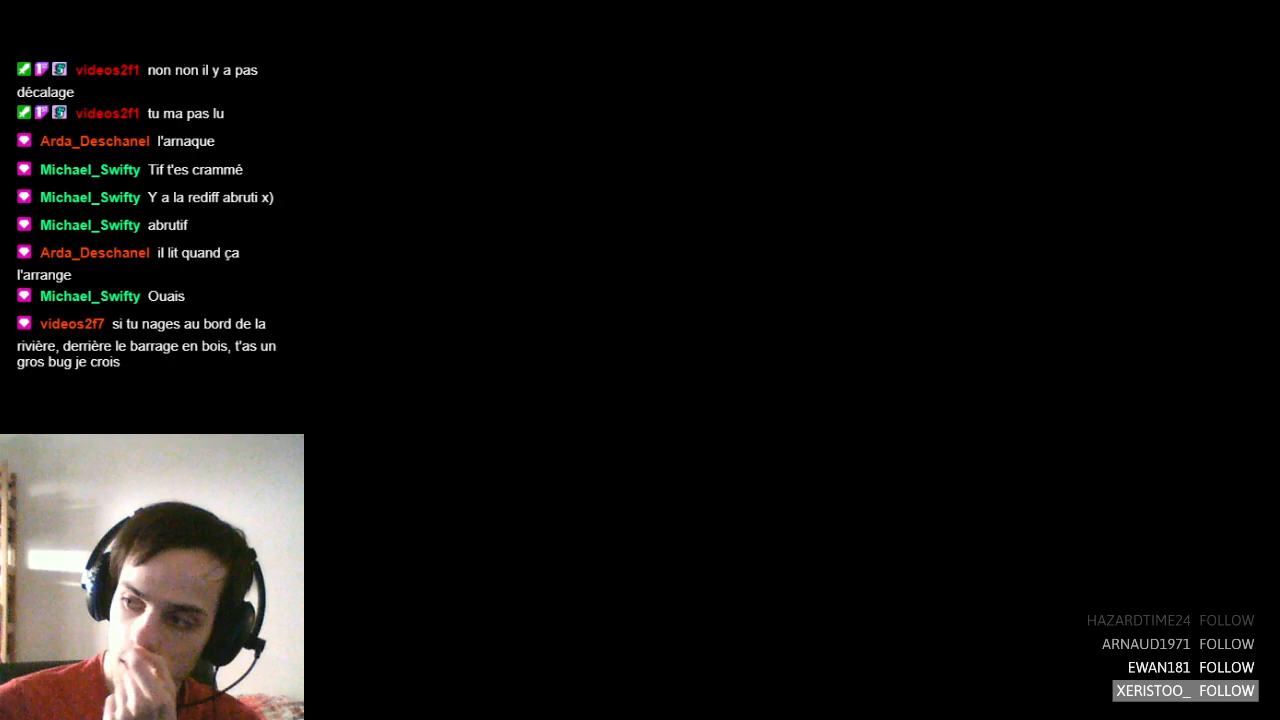 videos2f1 non non il y a pas
décalage
videos2f1 tu ma pas lu
Arda_Deschanel l'arnaque
Michael_Swifty Tif t'es crammé
Michael_Swifty Y a la rediff abruti x)
Michael_Swifty abrutif
Arda_Deschanel il lit quand ça
l'arrange
Michael_Swifty Ouais
videos2f7 si tu nages au bord de la
rivière, derrière le barrage en bois, t'as un
gros bug je crois
HAZARDTIME24 FOLLOW
ARNAUD1971 FOLLOW
EWAN181 FOLLOW
XERISTOO_ FOLLOW